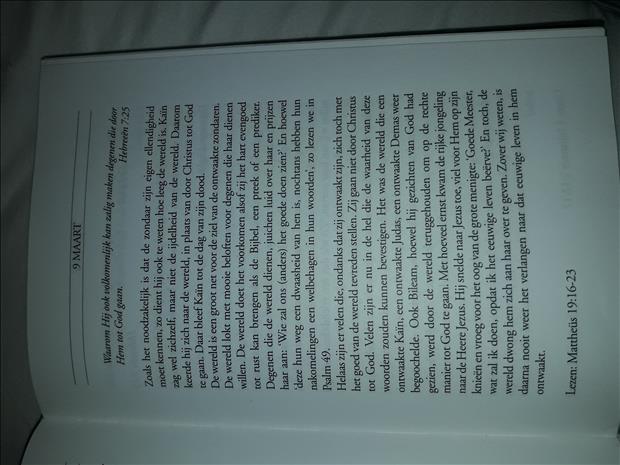 9 MAART
Waarom Hij ook volkomenlijk kan zalig maken degenen die door
Hem tot God gaan.
Hebreeën 7:25
Zoals het noodzakelijk is dat de zondaar zijn eigen ellendigheid
moet kennen, zo dient hij ook te weten hoe leeg de wereld is. Kaïn
zag wel zichzelf, maar niet de ijdelheid van de wereld. Daarom
keerde hij zich naar de wereld, in plaats van door Christus tot God
te gaan. Daar bleef Kaïn tot de dag van zijn dood.
De wereld is een groot net voor de ziel van de ontwaakte zondaren.
De wereld lokt met mooie beloften voor degenen die haar dienen
willen. De wereld doet het voorkomen alsof zij het hart evengoed
tot rust kan brengen als de Bijbel, een preek of een prediker.
Degenen die de wereld dienen, juichen luid over haar en prijzen
haar aan: 'Wie zal ons (anders) het goede doen zien?' En hoewel
'deze hun weg een dwaasheid van hen is, nochtans hebben hun
nakomelingen een welbehagen in hun woorden', zo lezen we in
Psalm 49.
Helaas zijn er velen die, ondanks dat zij ontwaakt zijn, zich toch met
het goed van de wereld tevreden stellen. Zij gaan niet door Christus
tot God. Velen zijn er nu in de hel die de waarheid van deze
woorden zouden kunnen bevestigen. Het was de wereld die een
ontwaakte Kaïn, een ontwaakte Judas, een ontwaakte Demas weer
begoochelde. Ook Bileam, hoewel hij gezichten van God had
gezien, werd door de wereld teruggehouden om op de rechte
manier tot God te gaan. Met hoeveel ernst kwam de rijke jongeling
naar de Heere Jezus. Hij snelde naar Jezus toe, viel voor Hem op zijn
knieën en vroeg voor het oog van de grote menigte: 'Goede Meester,
wat zal ik doen, opdat ik het eeuwige leven beërve?' En toch, de
wereld dwong hem zich aan haar over te geven. Zover wij weten, is
daarna nooit weer het verlangen naar dat eeuwige leven in hem
ontwaakt.
Lezen: Mattheüs 19:16-23